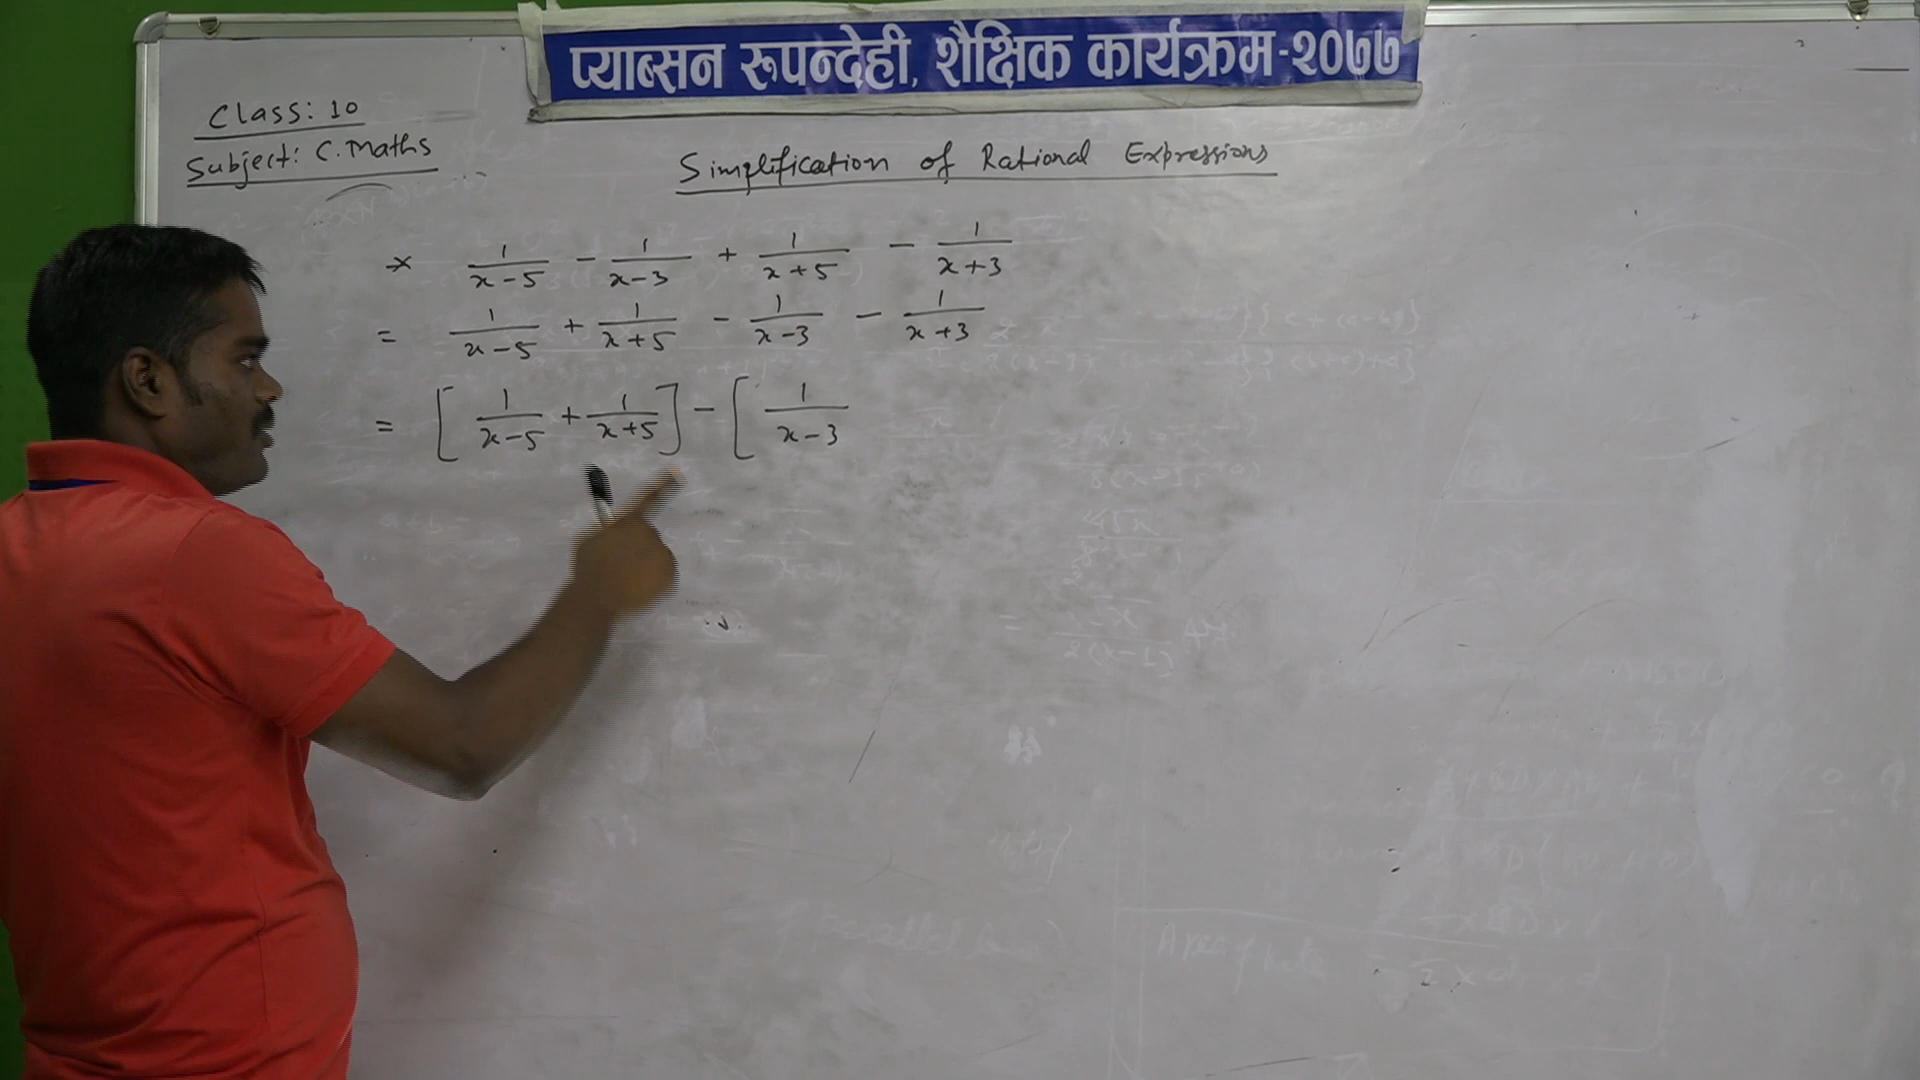 प्याब्सन रुपन्देही, शैक्षिक कार्यक्रम-२०७७
Class: 10
Subject: C. Maths
Simplification of Rational Expressions
* 1/(x-5) - 1/(x-3) + 1/(x+5) - 1/(x+3)
= 1/(x-5) + 1/(x+5) - 1/(x-3) - 1/(x+3)
= [ 1/(x-5) + 1/(x+5) ] - [ 1/(x-3)